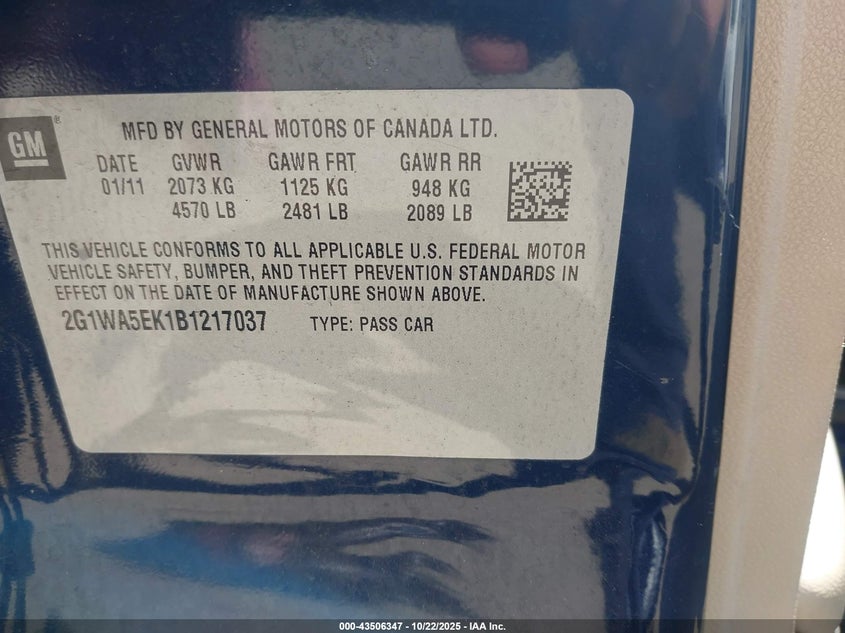 GM®
MFD BY GENERAL MOTORS OF CANADA LTD.
DATE GVWR GAWR FRT GAWR RR
01/11 2073 KG 1125 KG 948 KG
4570 LB 2481 LB 2089 LB
THIS VEHICLE CONFORMS TO ALL APPLICABLE U.S. FEDERAL MOTOR
VEHICLE SAFETY, BUMPER, AND THEFT PREVENTION STANDARDS IN
EFFECT ON THE DATE OF MANUFACTURE SHOWN ABOVE.
2G1WA5EK1B1217037 TYPE: PASS CAR
000-43506347 - 10/22/2025 - IAA Inc.